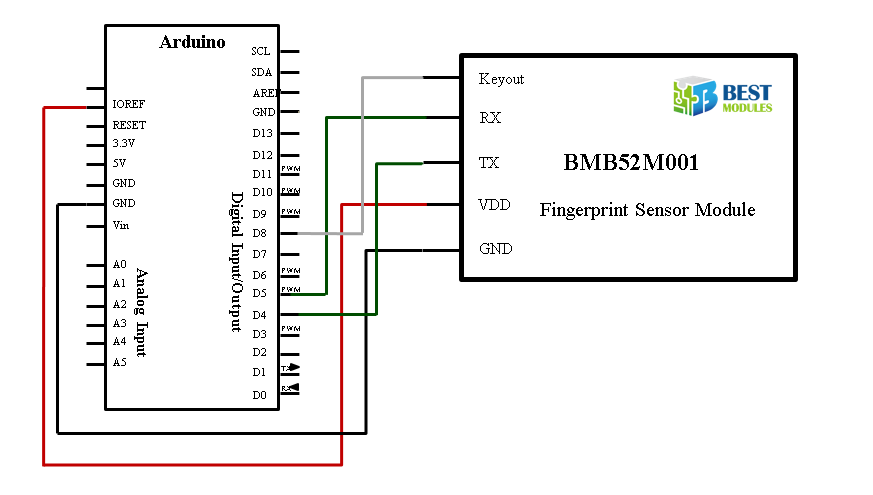 Arduino
SCL
SDA
AREF
GND
D13
D12
D11
PWM
D10
PWM
D9
PWM
D8
D7
D6
PWM
D5
PWM
D4
D3
PWM
D2
D1
TX
D0
RX
IOREF
RESET
3.3V
5V
GND
GND
Vin
A0
A1
A2
A3
A4
A5
Analog Input
Digital Input/Output
Keyout
RX
TX
VDD
GND
BEST
MODULES
BMB52M001
Fingerprint Sensor Module